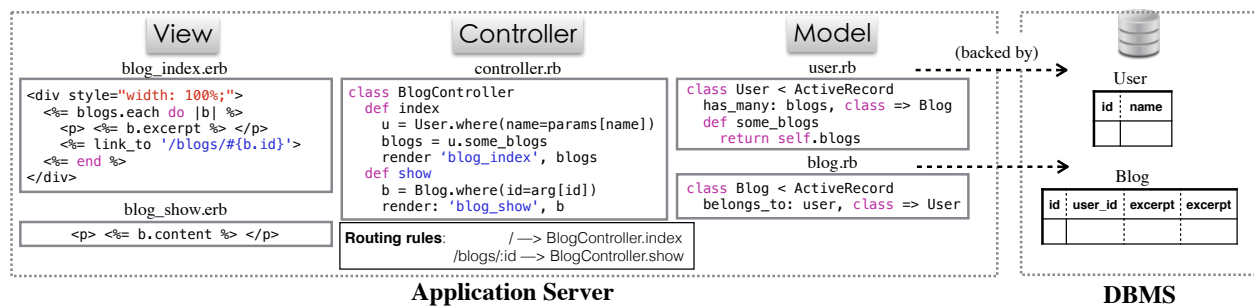 View
blog_index.erb
<div style="width: 100%;">
<%= blogs.each do |b| %>
<p> <%= b.excerpt %> </p>
<%= link_to '/blogs/#{b.id}'>
<%= end %>
</div>
blog_show.erb
<p> <%= b.content %> </p>
Controller
controller.rb
class BlogController
def index
u = User.where(name=params[name])
blogs = u.some_blogs
render ‘blog_index’, blogs
def show
b = Blog.where(id=arg[id])
render: ‘blog_show’, b
Routing rules: / —> BlogController.index
/blogs/:id —> BlogController.show
Model
user.rb
class User < ActiveRecord
has_many: blogs, class => Blog
def some_blogs
return self.blogs
blog.rb
class Blog < ActiveRecord
belongs_to: user, class => User
Application Server
(backed by)
User
id name
Blog
id user_id excerpt excerpt
DBMS